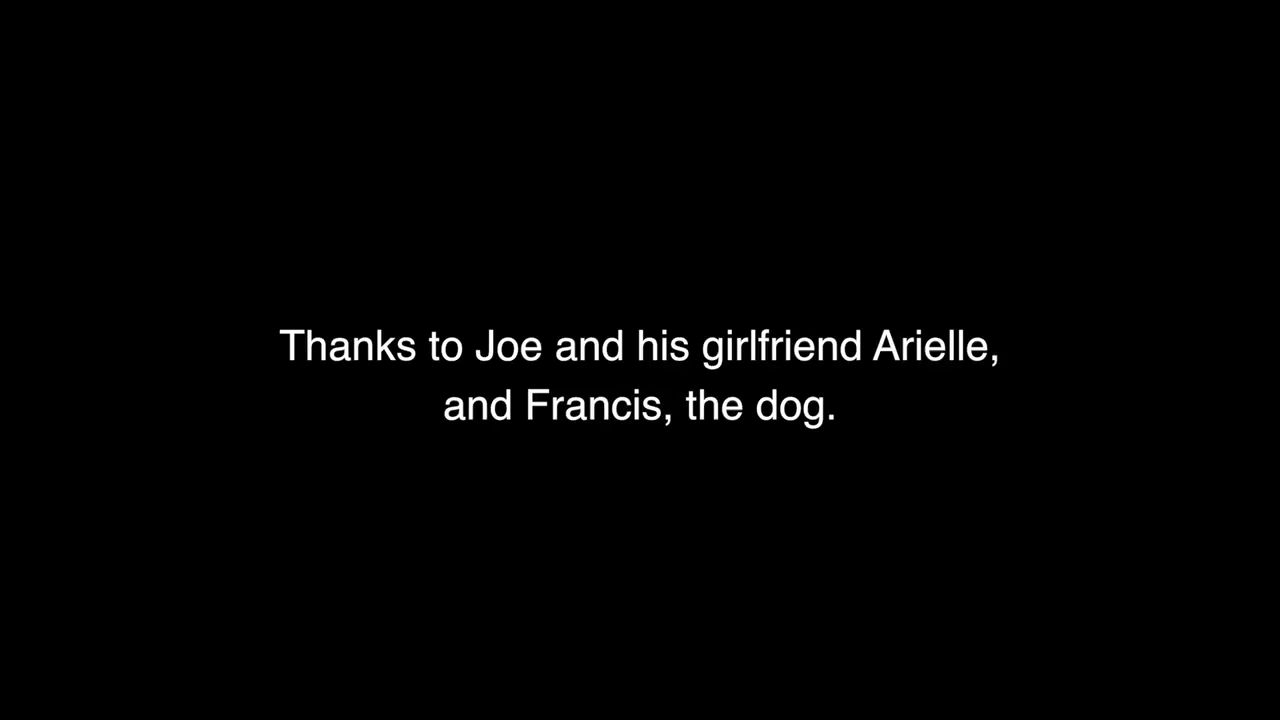 Thanks to Joe and his girlfriend Arielle,
and Francis, the dog.